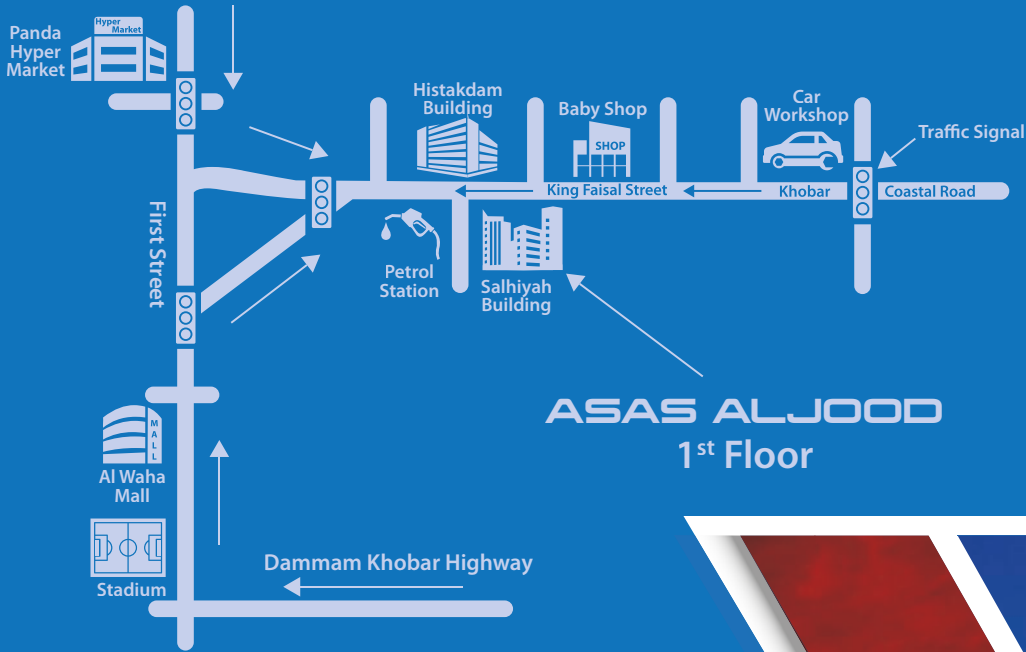 Hyper
Market
Panda
Hyper
Market
Histakdam
Building
Baby Shop
SHOP
Car
Workshop
Traffic Signal
King Faisal Street
Khobar
Coastal Road
First Street
Petrol
Station
Salhiyah
Building
ASAS ALJOOD
1st Floor
MALL
Al Waha
Mall
Dammam Khobar Highway
Stadium